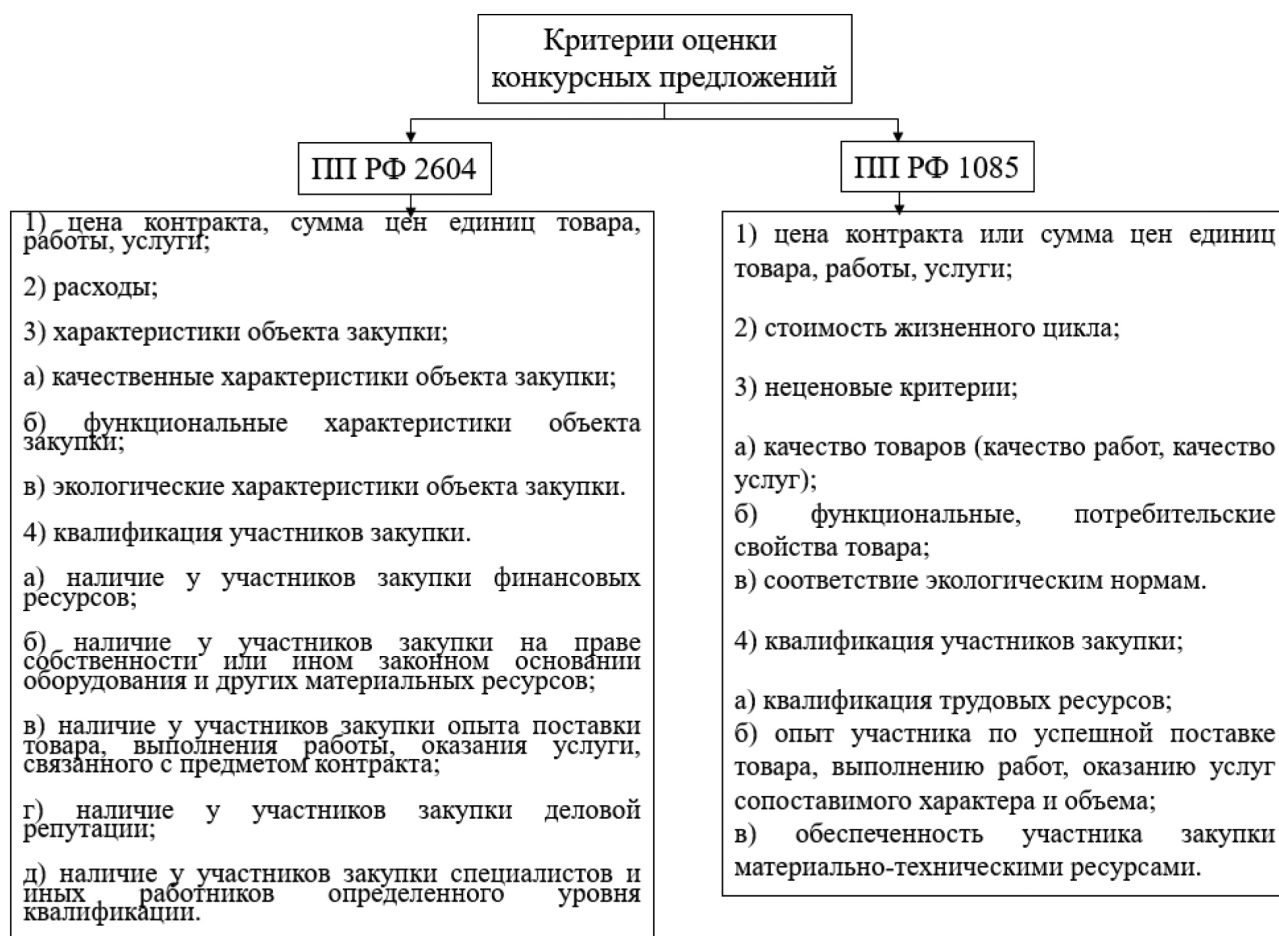 Критерии оценки
конкурсных предложений
ПП РФ 2604
1) цена контракта, сумма цен единиц товара,
работы, услуги;
2) расходы;
3) характеристики объекта закупки;
а) качественные характеристики объекта закупки;
б) функциональные характеристики объекта
закупки;
в) экологические характеристики объекта закупки.
4) квалификация участников закупки.
а) наличие у участников закупки финансовых
ресурсов;
б) наличие у участников закупки на праве
собственности или ином законном основании
оборудования и других материальных ресурсов;
в) наличие у участников закупки опыта поставки
товара, выполнения работы, оказания услуги,
связанного с предметом контракта;
г) наличие у участников закупки деловой
репутации;
д) наличие у участников закупки специалистов и
иных работников определенного уровня
квалификации.
ПП РФ 1085
1) цена контракта или сумма цен единиц
товара, работы, услуги;
2) стоимость жизненного цикла;
3) неценовые критерии;
а) качество товаров (качество работ, качество
услуг);
б) функциональные, потребительские
свойства товара;
в) соответствие экологическим нормам.
4) квалификация участников закупки;
а) квалификация трудовых ресурсов;
б) опыт участника по успешной поставке
товара, выполнению работ, оказанию услуг
сопоставимого характера и объема;
в) обеспеченность участника закупки
материально-техническими ресурсами.